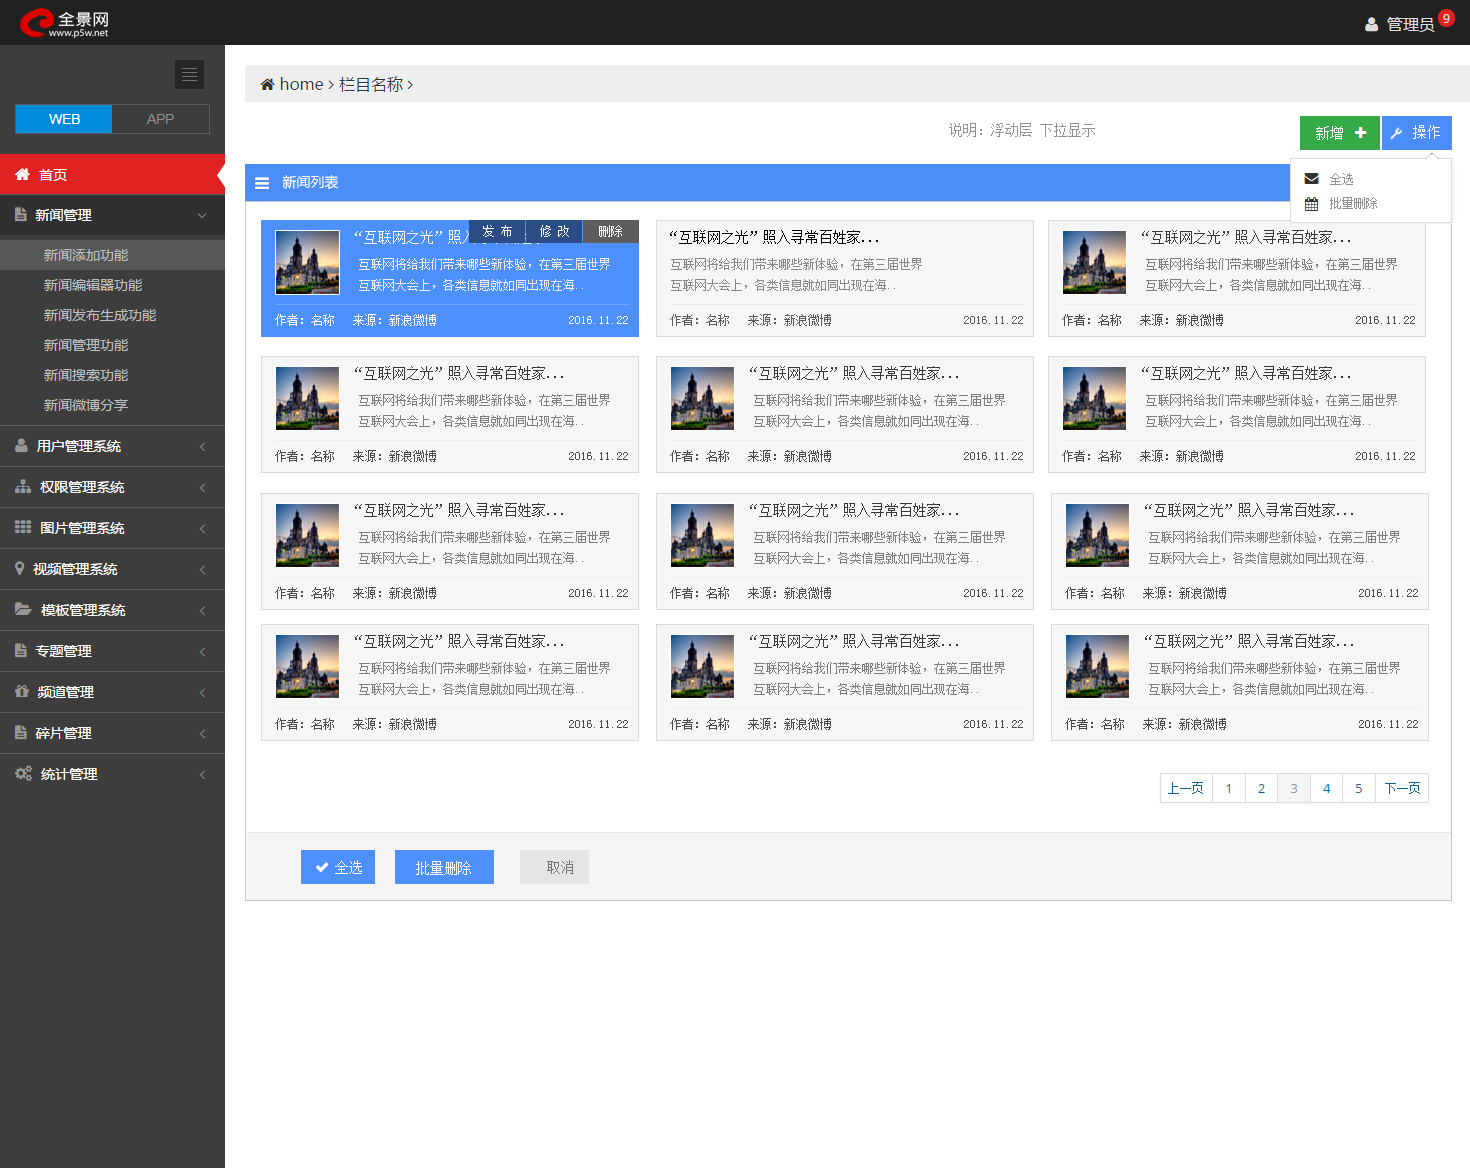 全景网
www.p5w.net
管理员 9
home > 栏目名称 >
WEB APP
说明：浮动层 下拉显示
新增 操作
全选
批量删除
首页
新闻管理
新闻添加功能
新闻编辑器功能
新闻发布生成功能
新闻管理功能
新闻搜索功能
新闻微博分享
用户管理系统
权限管理系统
图片管理系统
视频管理系统
模板管理系统
专题管理
频道管理
碎片管理
统计管理
新闻列表
“互联网之光”照入
发 布 修 改 删除
互联网将给我们带来哪些新体验，在第三届世界
互联网大会上，各类信息就如同出现在海..
作者：名称 来源：新浪微博 2016.11.22
“互联网之光”照入寻常百姓家...
互联网将给我们带来哪些新体验，在第三届世界
互联网大会上，各类信息就如同出现在海..
作者：名称 来源：新浪微博 2016.11.22
“互联网之光”照入寻常百姓家...
互联网将给我们带来哪些新体验，在第三届世界
互联网大会上，各类信息就如同出现在海..
作者：名称 来源：新浪微博 2016.11.22
“互联网之光”照入寻常百姓家...
互联网将给我们带来哪些新体验，在第三届世界
互联网大会上，各类信息就如同出现在海..
作者：名称 来源：新浪微博 2016.11.22
“互联网之光”照入寻常百姓家...
互联网将给我们带来哪些新体验，在第三届世界
互联网大会上，各类信息就如同出现在海..
作者：名称 来源：新浪微博 2016.11.22
“互联网之光”照入寻常百姓家...
互联网将给我们带来哪些新体验，在第三届世界
互联网大会上，各类信息就如同出现在海..
作者：名称 来源：新浪微博 2016.11.22
“互联网之光”照入寻常百姓家...
互联网将给我们带来哪些新体验，在第三届世界
互联网大会上，各类信息就如同出现在海..
作者：名称 来源：新浪微博 2016.11.22
“互联网之光”照入寻常百姓家...
互联网将给我们带来哪些新体验，在第三届世界
互联网大会上，各类信息就如同出现在海..
作者：名称 来源：新浪微博 2016.11.22
“互联网之光”照入寻常百姓家...
互联网将给我们带来哪些新体验，在第三届世界
互联网大会上，各类信息就如同出现在海..
作者：名称 来源：新浪微博 2016.11.22
“互联网之光”照入寻常百姓家...
互联网将给我们带来哪些新体验，在第三届世界
互联网大会上，各类信息就如同出现在海..
作者：名称 来源：新浪微博 2016.11.22
“互联网之光”照入寻常百姓家...
互联网将给我们带来哪些新体验，在第三届世界
互联网大会上，各类信息就如同出现在海..
作者：名称 来源：新浪微博 2016.11.22
“互联网之光”照入寻常百姓家...
互联网将给我们带来哪些新体验，在第三届世界
互联网大会上，各类信息就如同出现在海..
作者：名称 来源：新浪微博 2016.11.22
上一页 1 2 3 4 5 下一页
全选 批量删除 取消